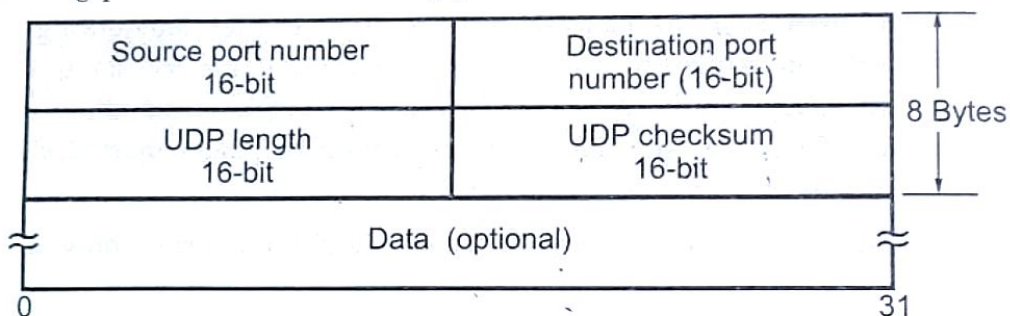 Source port number
16-bit
Destination port
number (16-bit)
8 Bytes
UDP length
16-bit
UDP checksum
16-bit
Data (optional)
0
31